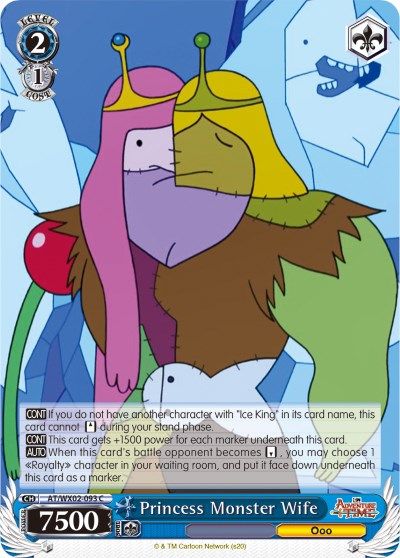 LEVEL
2
1
COST
CONT If you do not have another character with "Ice King" in its card name, this
card cannot during your stand phase.
CONT This card gets +1500 power for each marker underneath this card.
AUTO When this card's battle opponent becomes , you may choose 1
«Royalty» character in your waiting room, and put it face down underneath
this card as a marker.
CH AT/WX02-093 C
POWER
7500
Princess Monster Wife
ADVENTURE TIME
Ooo
© & TM Cartoon Network (s20)